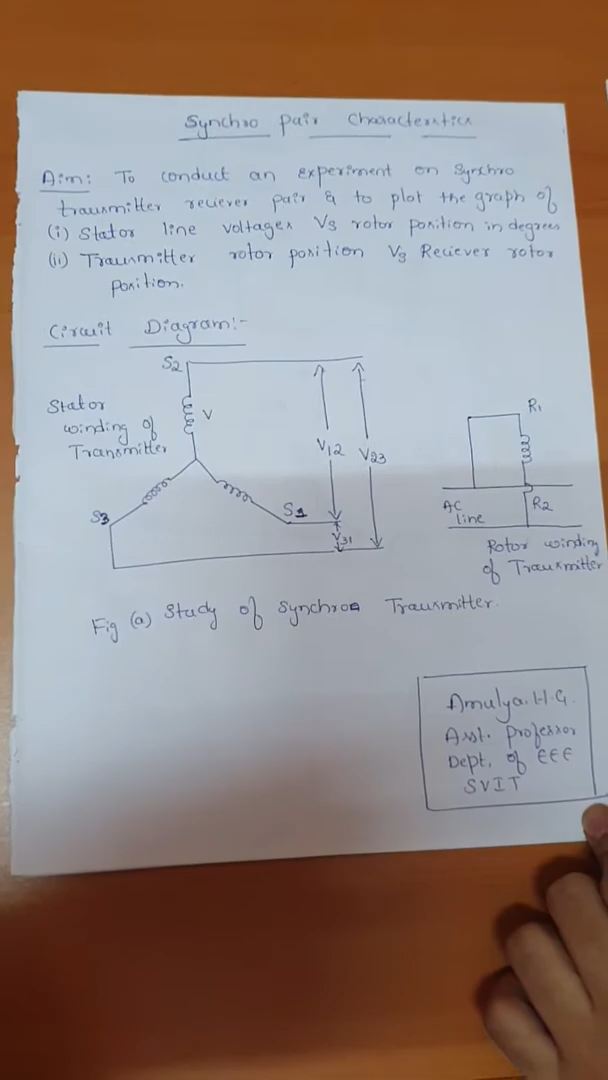 Synchro pair Characterstics
Aim: To conduct an experiment on Synchro
transmitter reciever pair & to plot the graph of
(i) Stator line voltages Vs rotor position in degrees
(ii) Transmitter rotor position Vs Reciever rotor
position.
Circuit Diagram:-
S2
Stator
winding of
Transmitter
V
V12
V23
R1
S3
S1
V31
AC
line
R2
Rotor winding
of Transmitter
Fig (a) Study of Synchro Transmitter.
Amulya.H.G.
Asst. professor
Dept. of EEE
SVIT